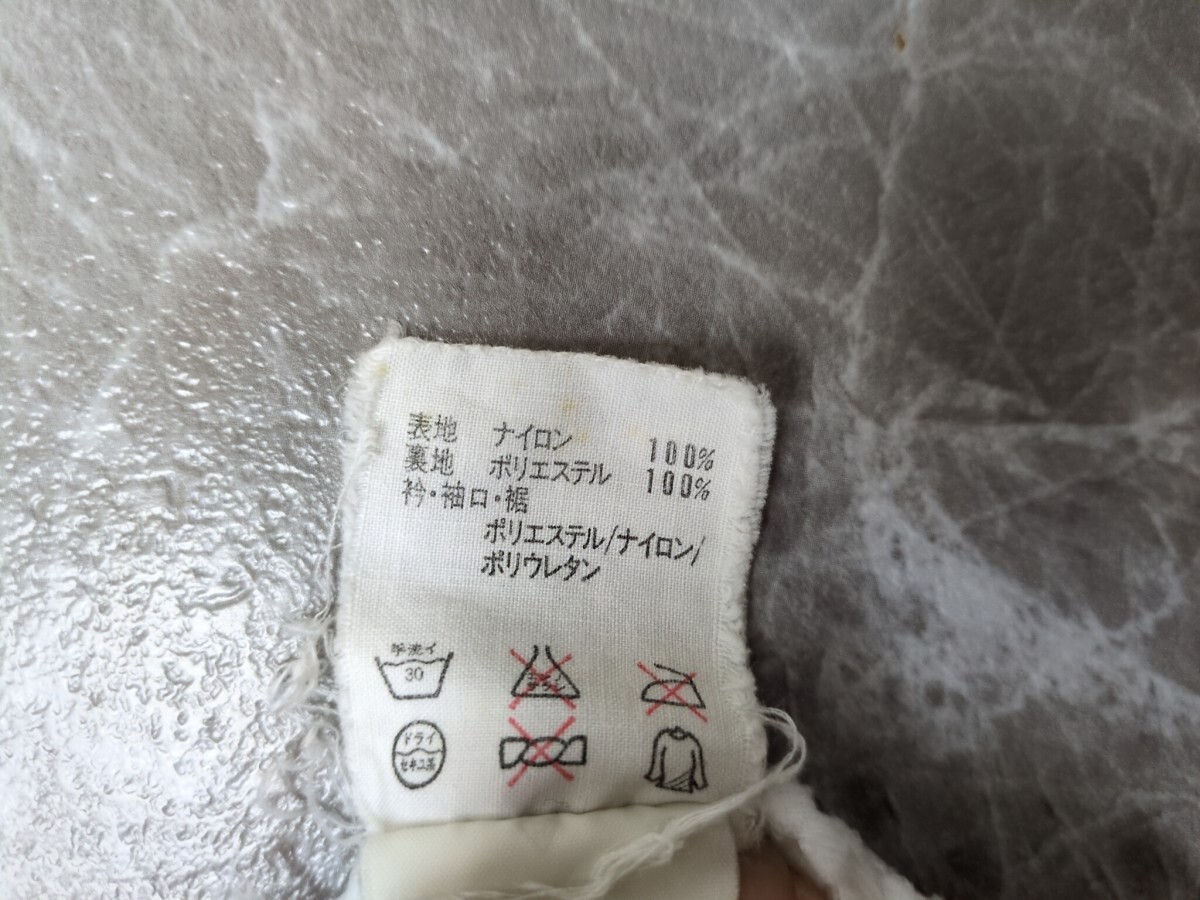 表地 ナイロン 100%
裏地 ポリエステル 100%
衿・袖口・裾
ポリエステル/ナイロン/
ポリウレタン
手洗イ
30
ドライ
セキユ系